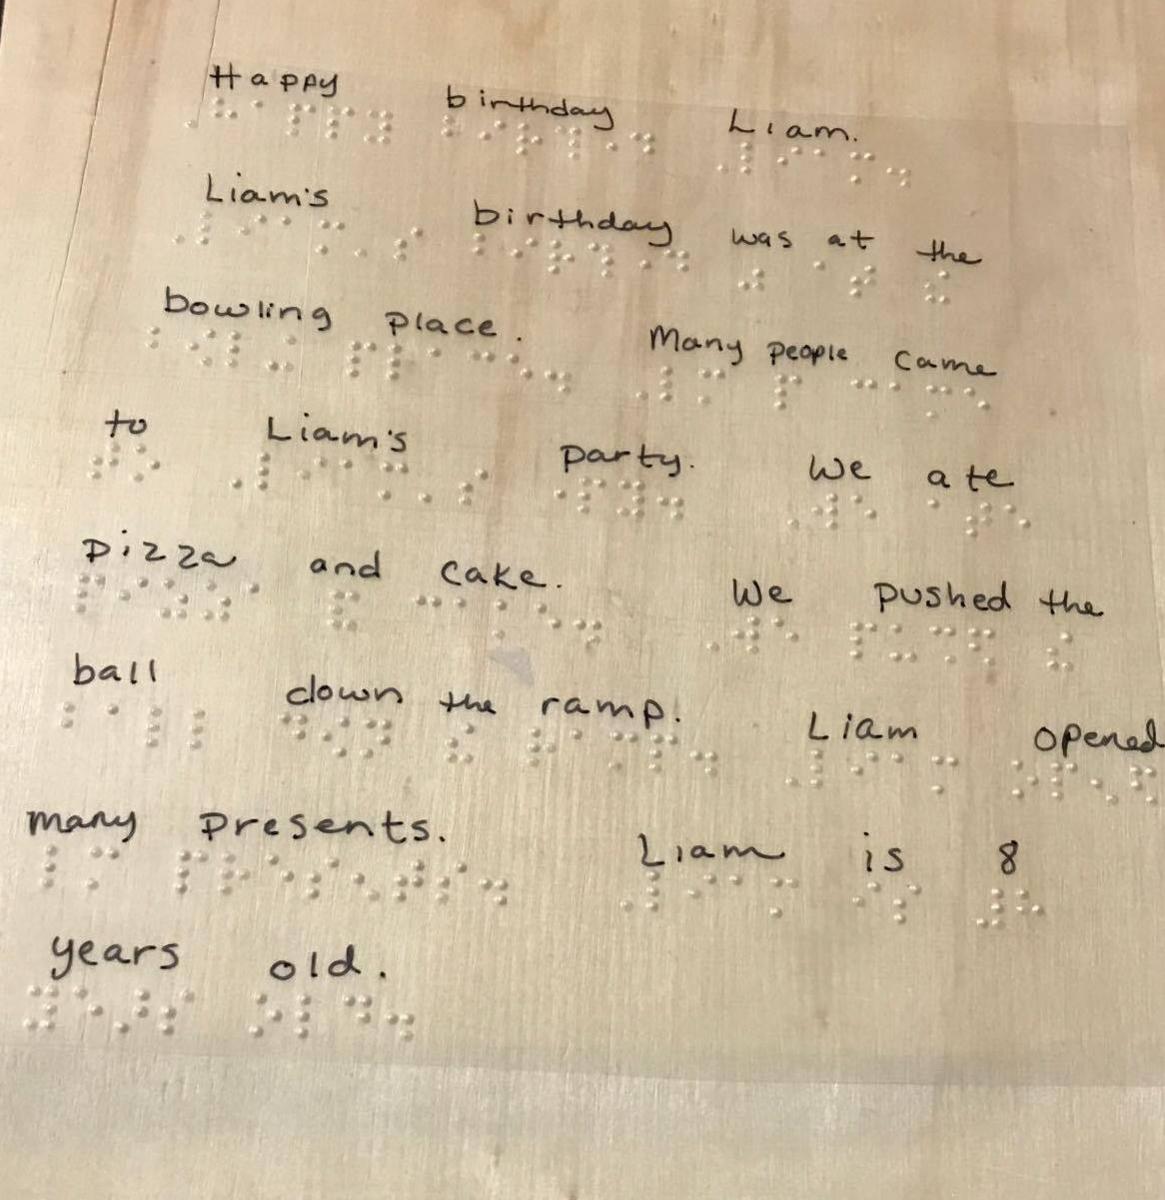 Happy birthday Liam.
Liam's birthday was at the
bowling place. Many people came
to Liam's party. We ate
pizza and cake. We pushed the
ball down the ramp. Liam opened
many presents. Liam is 8
years old.